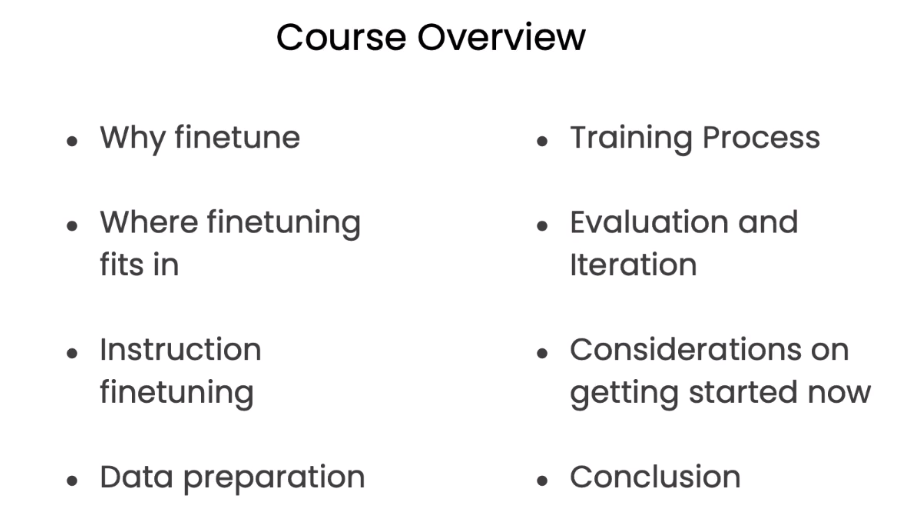 Course Overview
• Why finetune
• Where finetuning
fits in
• Instruction
finetuning
• Data preparation
• Training Process
• Evaluation and
Iteration
• Considerations on
getting started now
• Conclusion